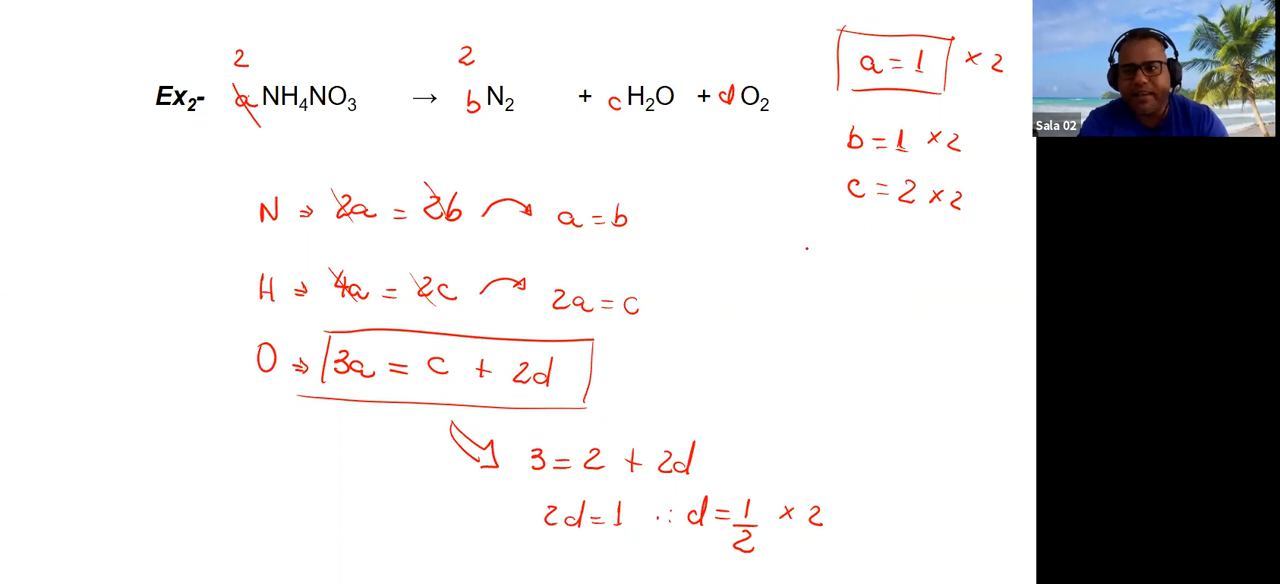 2 2
Ex2- a NH4NO3 → b N2 + c H2O + d O2
a = 1 × 2
b = 1 × 2
c = 2 × 2
N ⇒ 2a = 2b a = b
H ⇒ 4a = 2c 2a = c
O ⇒ 3a = c + 2d
3 = 2 + 2d
2d = 1 ∴ d = 1/2 × 2
Sala 02